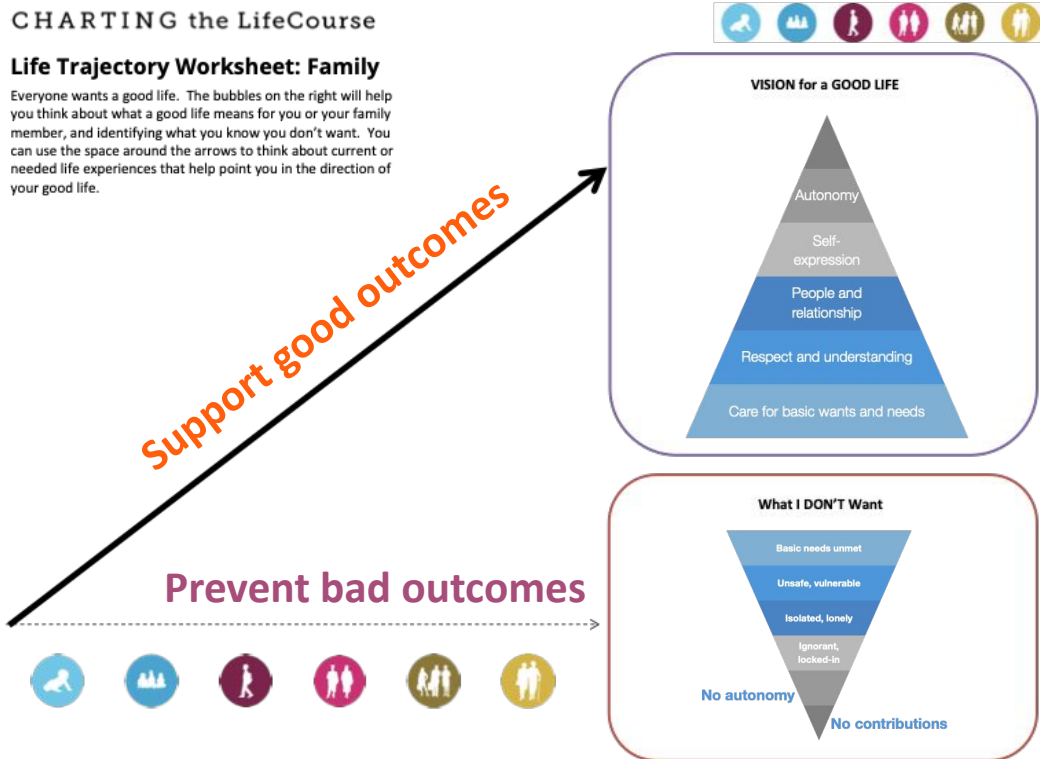 CHARTING the LifeCourse
Life Trajectory Worksheet: Family
Everyone wants a good life. The bubbles on the right will help
you think about what a good life means for you or your family
member, and identifying what you know you don't want. You
can use the space around the arrows to think about current or
needed life experiences that help point you in the direction of
your good life.
Support good outcomes
Prevent bad outcomes
VISION for a GOOD LIFE
Autonomy
Self-
expression
People and
relationship
Respect and understanding
Care for basic wants and needs
What I DON'T Want
Basic needs unmet
Unsafe, vulnerable
Isolated, lonely
Ignorant,
locked-in
No autonomy
No contributions